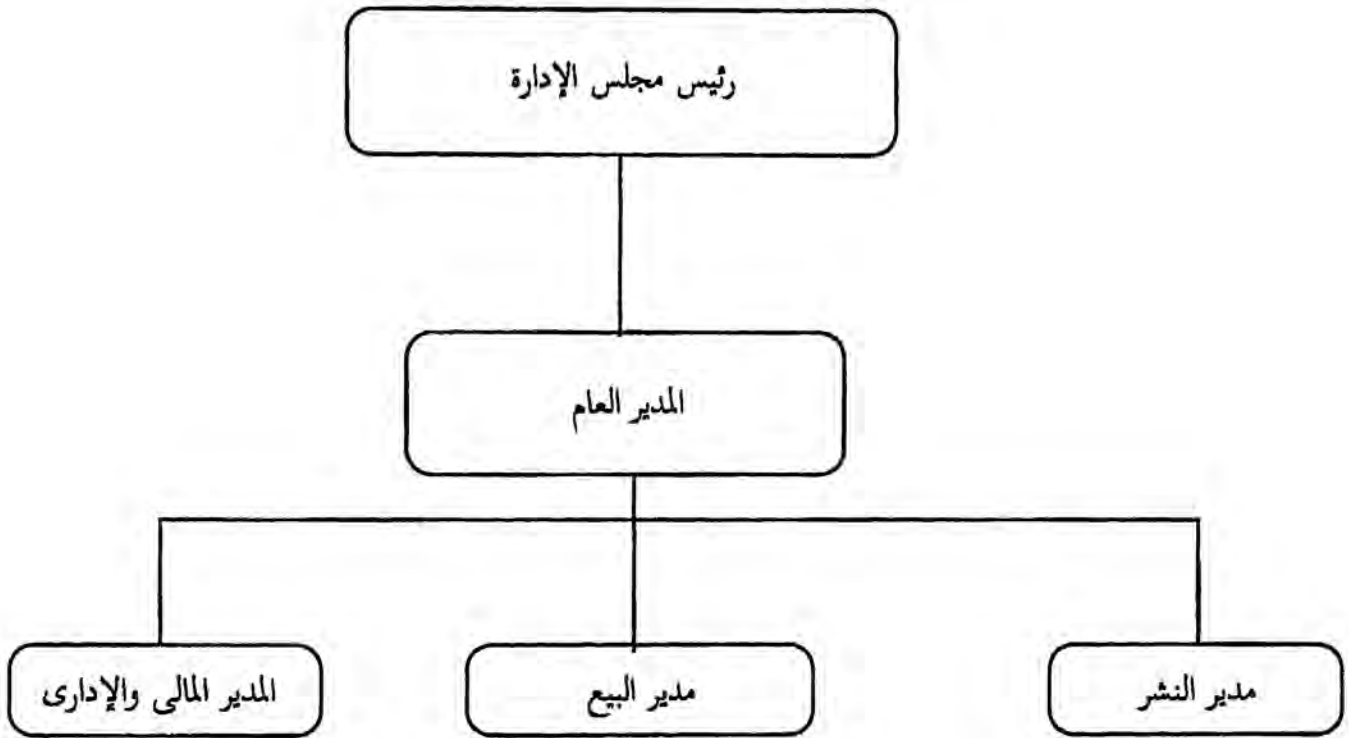 رئيس مجلس الإدارة
المدير العام
مدير النشر
مدير البيع
المدير المالى والإدارى